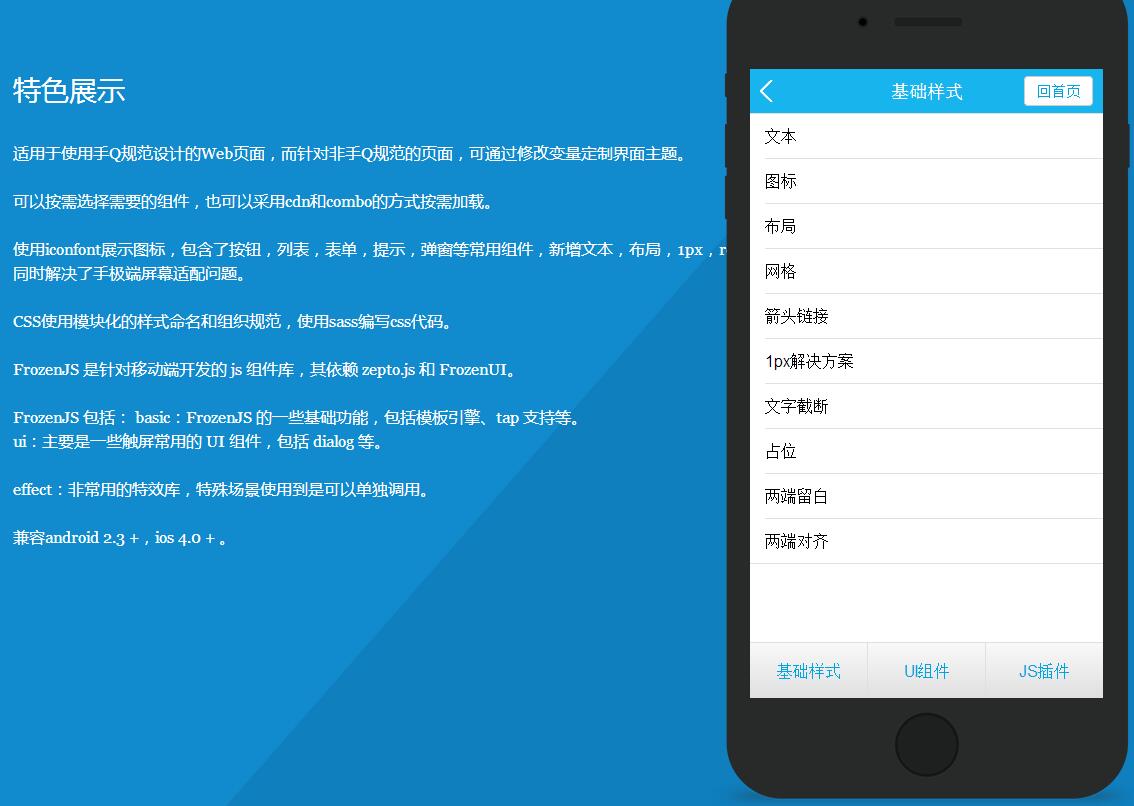 特色展示
适用于使用手Q规范设计的Web页面，而针对非手Q规范的页面，可通过修改变量定制界面主题。
可以按需选择需要的组件，也可以采用cdn和combo的方式按需加载。
使用iconfont展示图标，包含了按钮，列表，表单，提示，弹窗等常用组件，新增文本，布局，1px，
同时解决了手极端屏幕适配问题。
CSS使用模块化的样式命名和组织规范，使用sass编写css代码。
FrozenJS 是针对移动端开发的 js 组件库，其依赖 zepto.js 和 FrozenUI。
FrozenJS 包括： basic：FrozenJS 的一些基础功能，包括模板引擎、tap 支持等。
ui：主要是一些触屏常用的 UI 组件，包括 dialog 等。
effect：非常用的特效库，特殊场景使用到是可以单独调用。
兼容android 2.3 +，ios 4.0 + 。
基础样式
回首页
文本
图标
布局
网格
箭头链接
1px解决方案
文字截断
占位
两端留白
两端对齐
基础样式
UI组件
JS插件